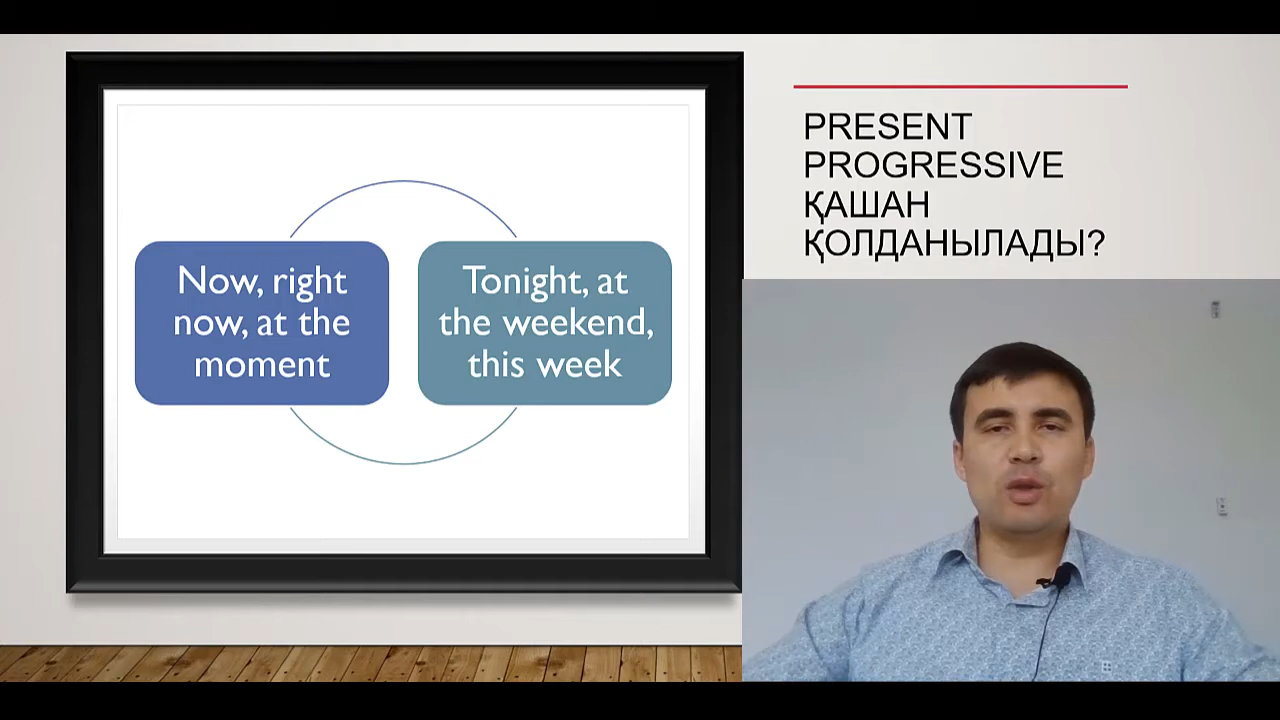 PRESENT
PROGRESSIVE
ҚАШАН
ҚОЛДАНЫЛАДЫ?
Now, right
now, at the
moment
Tonight, at
the weekend,
this week